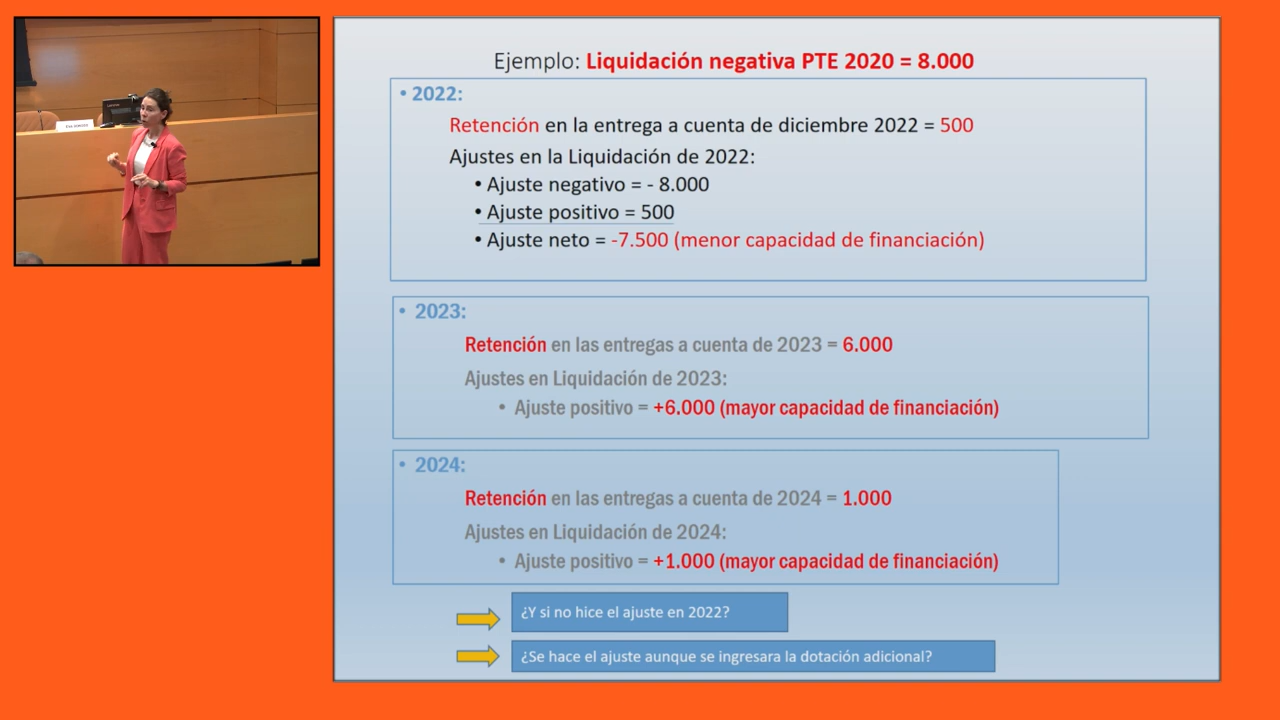 Ejemplo: Liquidación negativa PTE 2020 = 8.000
• 2022:
Retención en la entrega a cuenta de diciembre 2022 = 500
Ajustes en la Liquidación de 2022:
• Ajuste negativo = - 8.000
• Ajuste positivo = 500
• Ajuste neto = -7.500 (menor capacidad de financiación)
• 2023:
Retención en las entregas a cuenta de 2023 = 6.000
Ajustes en Liquidación de 2023:
• Ajuste positivo = +6.000 (mayor capacidad de financiación)
• 2024:
Retención en las entregas a cuenta de 2024 = 1.000
Ajustes en Liquidación de 2024:
• Ajuste positivo = +1.000 (mayor capacidad de financiación)
¿Y si no hice el ajuste en 2022?
¿Se hace el ajuste aunque se ingresara la dotación adicional?